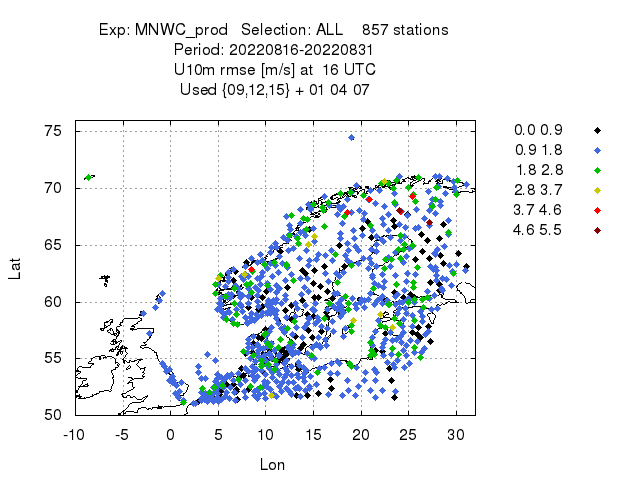 Exp: MNWC_prod Selection: ALL 857 stations
Period: 20220816-20220831
U10m rmse [m/s] at 16 UTC
Used {09,12,15} + 01 04 07
0.0 0.9
0.9 1.8
1.8 2.8
2.8 3.7
3.7 4.6
4.6 5.5
75
70
65
60
55
50
Lat
-10 -5 0 5 10 15 20 25 30
Lon